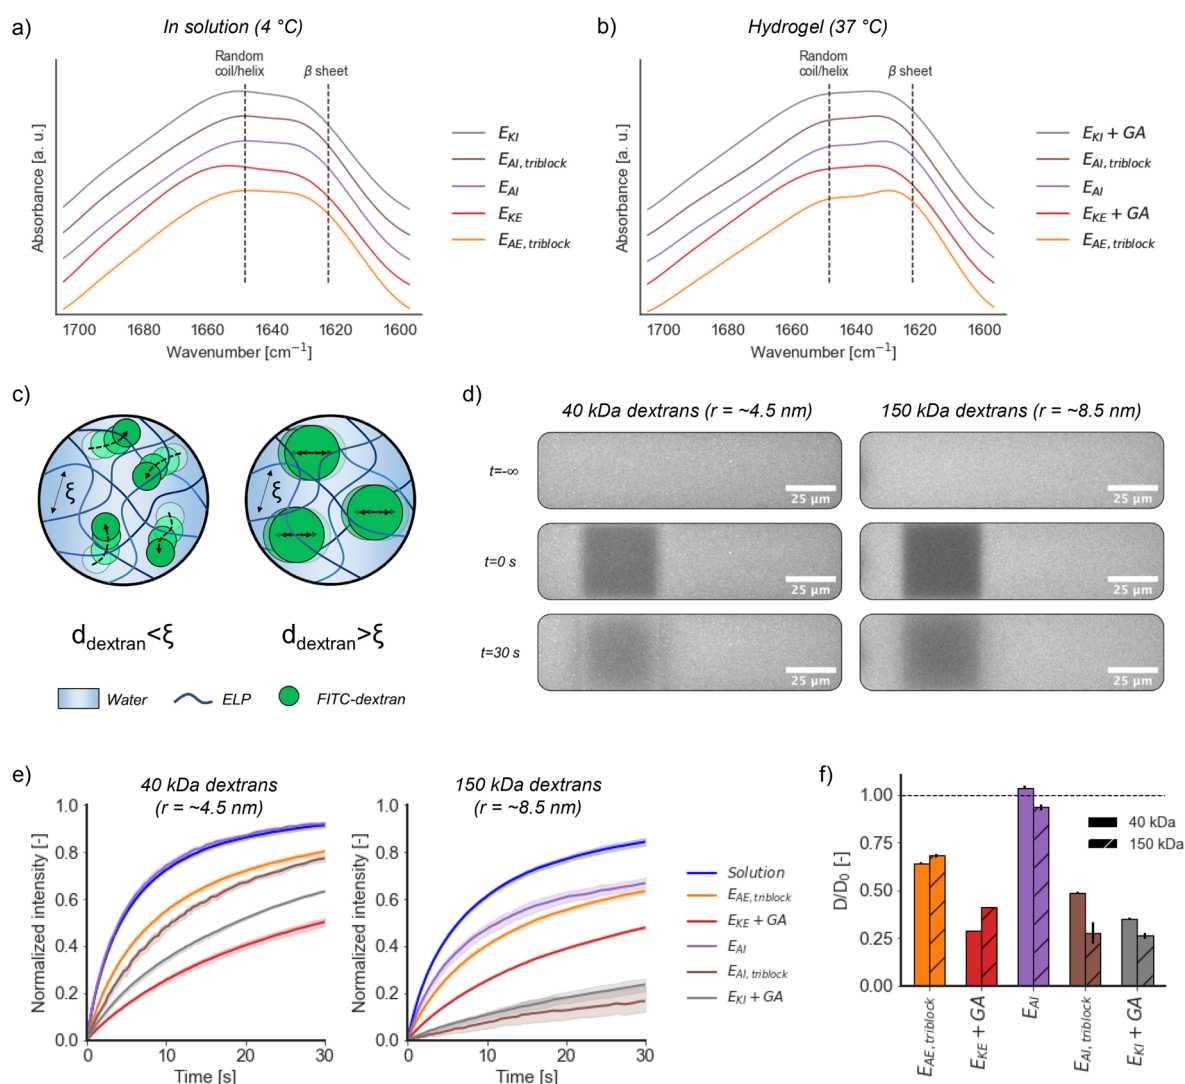 a)
In solution (4 °C)
Random
coil/helix
β sheet
Absorbance [a. u.]
1700
1680
1660
1640
1620
1600
Wavenumber [cm⁻¹]
E_KI
E_AI, triblock
E_AI
E_KE
E_AE, triblock
b)
Hydrogel (37 °C)
Random
coil/helix
β sheet
Absorbance [a. u.]
1700
1680
1660
1640
1620
1600
Wavenumber [cm⁻¹]
E_KI + GA
E_AI, triblock
E_AI
E_KE + GA
E_AE, triblock
c)
ξ
ξ
d_dextran<ξ
d_dextran>ξ
Water
ELP
FITC-dextran
d)
40 kDa dextrans (r = ~4.5 nm)
150 kDa dextrans (r = ~8.5 nm)
t=-∞
25 µm
25 µm
t=0 s
25 µm
25 µm
t=30 s
25 µm
25 µm
e)
40 kDa dextrans
(r = ~4.5 nm)
Normalized intensity [-]
1.0
0.8
0.6
0.4
0.2
0.0
0
10
20
30
Time [s]
150 kDa dextrans
(r = ~8.5 nm)
Normalized intensity [-]
1.0
0.8
0.6
0.4
0.2
0.0
0
10
20
30
Time [s]
Solution
E_AE, triblock
E_KE + GA
E_AI
E_AI, triblock
E_KI + GA
f)
D/D₀ [-]
1.00
0.75
0.50
0.25
0.00
40 kDa
150 kDa
E_AE, triblock
E_KE + GA
E_AI
E_AI, triblock
E_KI + GA